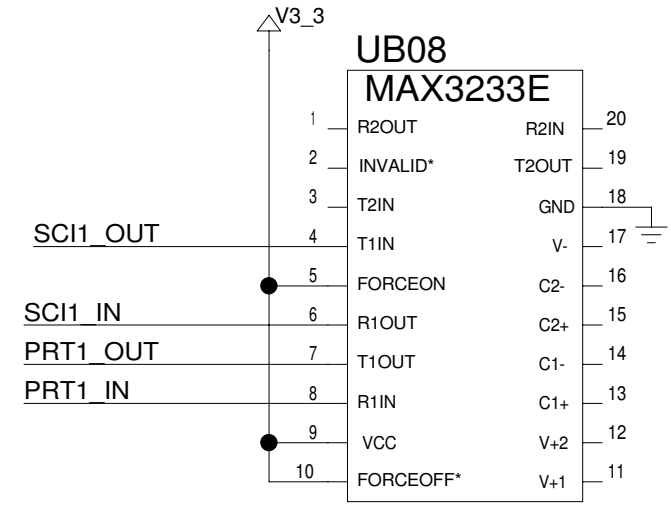 V3_3
UB08
MAX3233E
1 R2OUT R2IN 20
2 INVALID* T2OUT 19
3 T2IN GND 18
SCI1_OUT 4 T1IN V- 17
5 FORCEON C2- 16
SCI1_IN 6 R1OUT C2+ 15
PRT1_OUT 7 T1OUT C1- 14
PRT1_IN 8 R1IN C1+ 13
9 VCC V+2 12
10 FORCEOFF* V+1 11